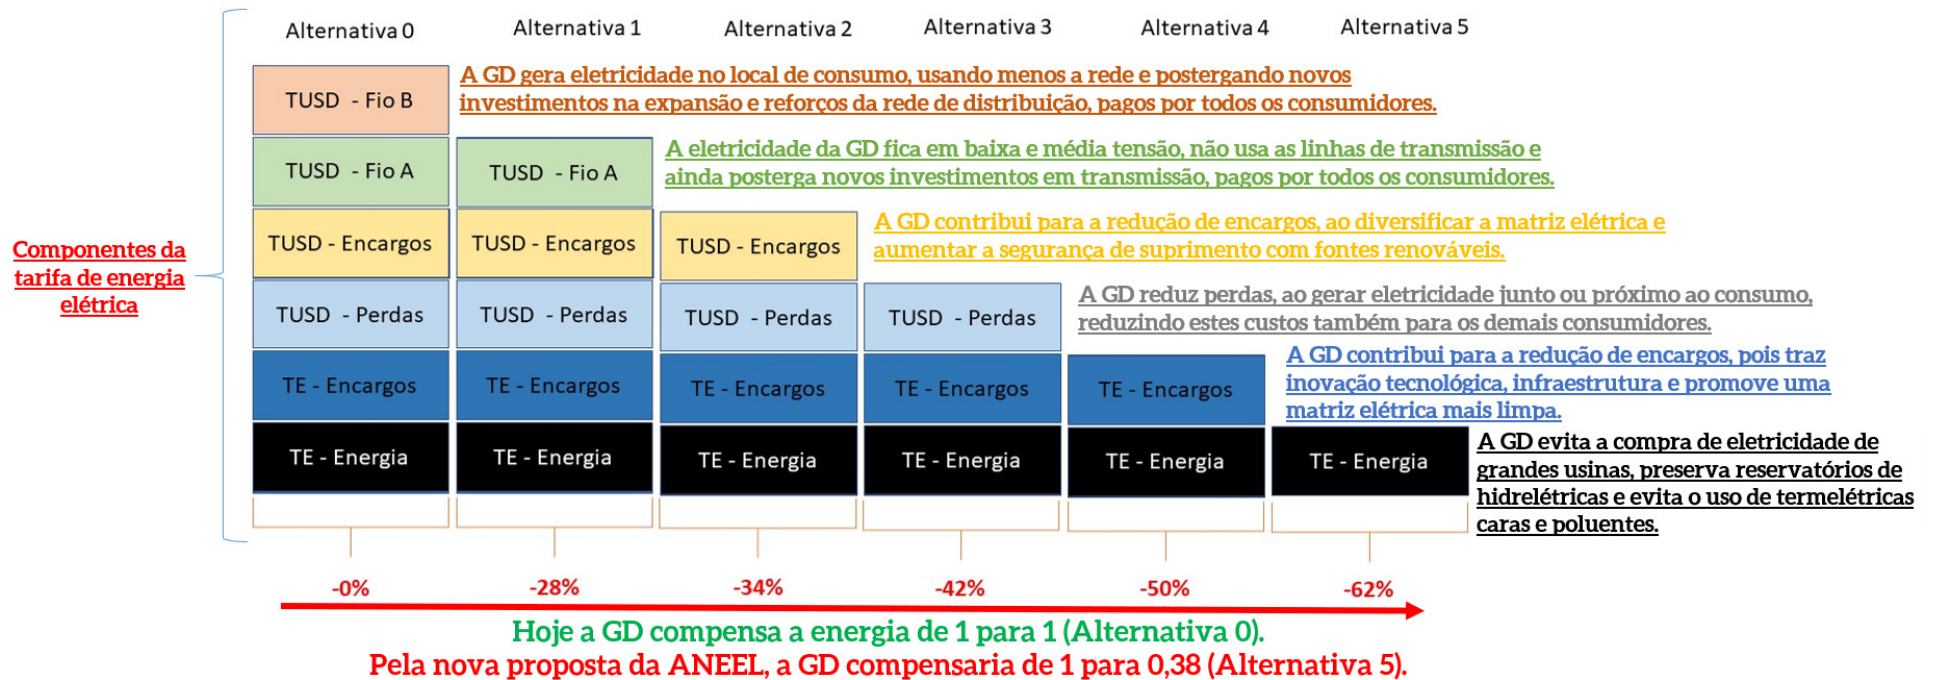 Alternativa 0
Alternativa 1
Alternativa 2
Alternativa 3
Alternativa 4
Alternativa 5
Componentes da
tarifa de energia
elétrica
TUSD - Fio B
A GD gera eletricidade no local de consumo, usando menos a rede e postergando novos
investimentos na expansão e reforços da rede de distribuição, pagos por todos os consumidores.
TUSD - Fio A
TUSD - Fio A
A eletricidade da GD fica em baixa e média tensão, não usa as linhas de transmissão e
ainda posterga novos investimentos em transmissão, pagos por todos os consumidores.
TUSD - Encargos
TUSD - Encargos
TUSD - Encargos
A GD contribui para a redução de encargos, ao diversificar a matriz elétrica e
aumentar a segurança de suprimento com fontes renováveis.
TUSD - Perdas
TUSD - Perdas
TUSD - Perdas
TUSD - Perdas
A GD reduz perdas, ao gerar eletricidade junto ou próximo ao consumo,
reduzindo estes custos também para os demais consumidores.
TE - Encargos
TE - Encargos
TE - Encargos
TE - Encargos
TE - Encargos
A GD contribui para a redução de encargos, pois traz
inovação tecnológica, infraestrutura e promove uma
matriz elétrica mais limpa.
TE - Energia
TE - Energia
TE - Energia
TE - Energia
TE - Energia
TE - Energia
A GD evita a compra de eletricidade de
grandes usinas, preserva reservatórios de
hidrelétricas e evita o uso de termelétricas
caras e poluentes.
-0%
-28%
-34%
-42%
-50%
-62%
Hoje a GD compensa a energia de 1 para 1 (Alternativa 0).
Pela nova proposta da ANEEL, a GD compensaria de 1 para 0,38 (Alternativa 5).